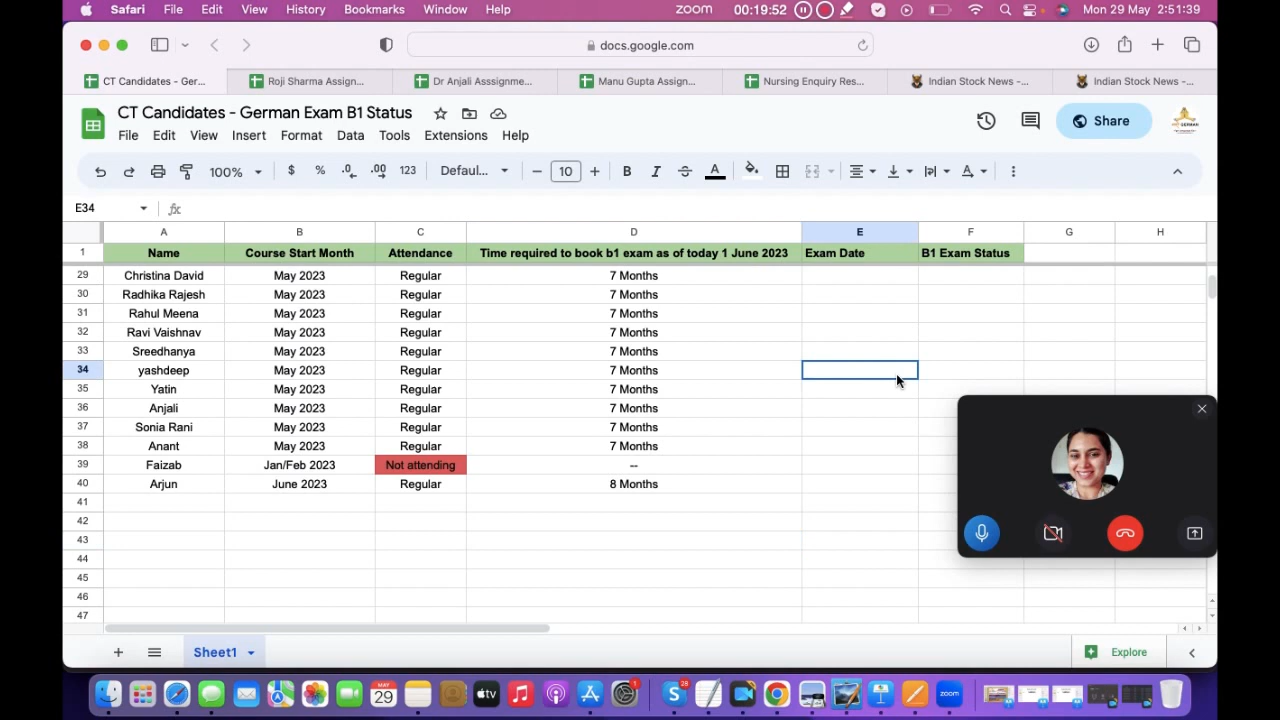 Safari File Edit View History Bookmarks Window Help zoom 00:19:52 Mon 29 May 2:51:39
docs.google.com
CT Candidates - Ger... Roji Sharma Assign... Dr Anjali Asssignme... Manu Gupta Assign... Nursing Enquiry Res... Indian Stock News -... Indian Stock News -...
CT Candidates - German Exam B1 Status
File Edit View Insert Format Data Tools Extensions Help
Share
100% $ % .0 .00 123 Defaul... 10 B I S A
E34 fx
A B C D E F G H
1 Name Course Start Month Attendance Time required to book b1 exam as of today 1 June 2023 Exam Date B1 Exam Status
29 Christina David May 2023 Regular 7 Months
30 Radhika Rajesh May 2023 Regular 7 Months
31 Rahul Meena May 2023 Regular 7 Months
32 Ravi Vaishnav May 2023 Regular 7 Months
33 Sreedhanya May 2023 Regular 7 Months
34 yashdeep May 2023 Regular 7 Months
35 Yatin May 2023 Regular 7 Months
36 Anjali May 2023 Regular 7 Months
37 Sonia Rani May 2023 Regular 7 Months
38 Anant May 2023 Regular 7 Months
39 Faizab Jan/Feb 2023 Not attending --
40 Arjun June 2023 Regular 8 Months
41
42
43
44
45
46
47
Sheet1 Explore
MAY 29 tv 28 1 zoom